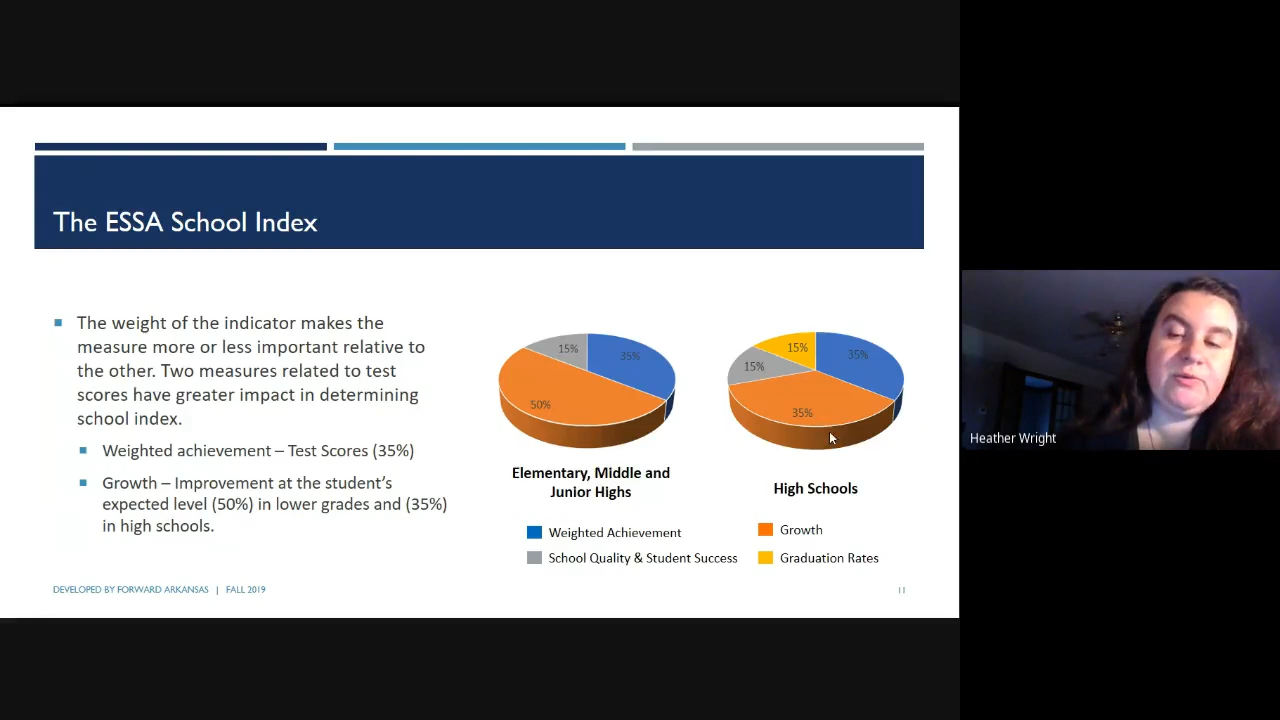 The ESSA School Index
The weight of the indicator makes the
measure more or less important relative to
the other. Two measures related to test
scores have greater impact in determining
school index.
Weighted achievement – Test Scores (35%)
Growth – Improvement at the student’s
expected level (50%) in lower grades and (35%)
in high schools.
15%
35%
50%
Elementary, Middle and
Junior Highs
15%
35%
15%
35%
High Schools
Weighted Achievement
Growth
School Quality & Student Success
Graduation Rates
DEVELOPED BY FORWARD ARKANSAS | FALL 2019
11
Heather Wright